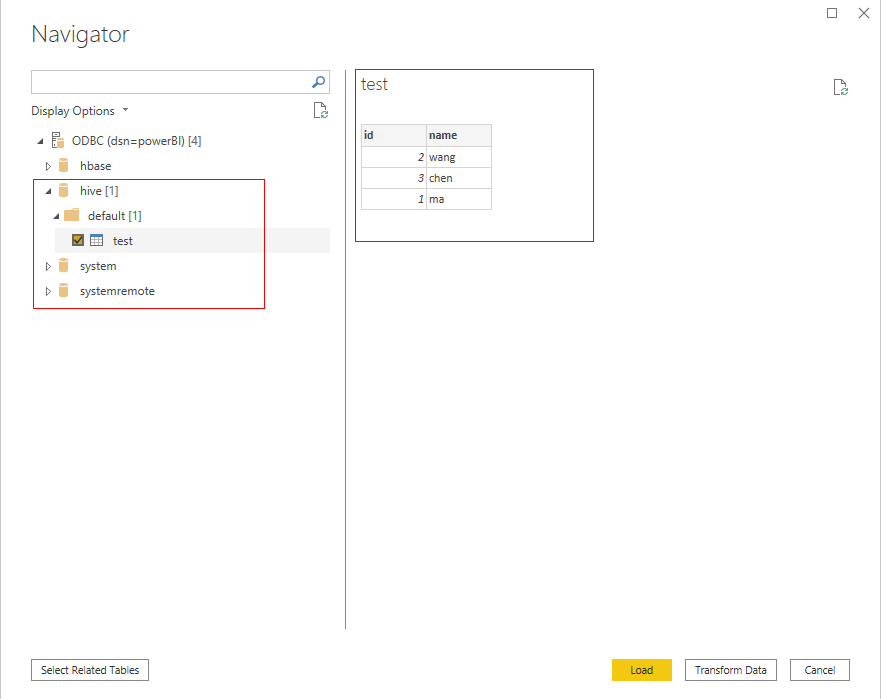 Navigator
Display Options
ODBC (dsn=powerBI) [4]
hbase
hive [1]
default [1]
test
system
systemremote
test
id name
2 wang
3 chen
1 ma
Select Related Tables
Load
Transform Data
Cancel